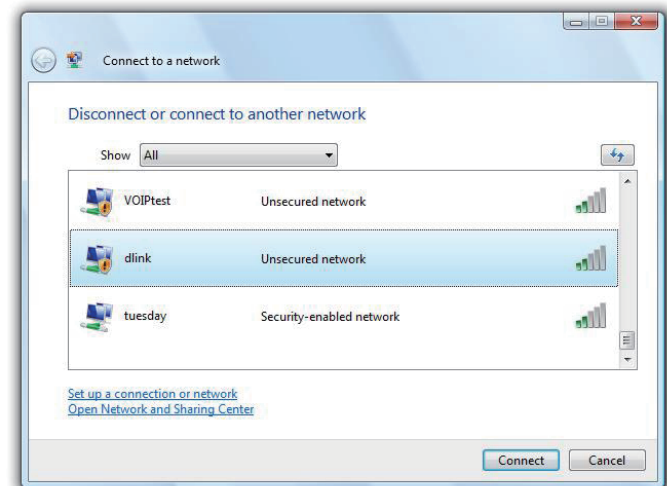 Connect to a network
Disconnect or connect to another network
Show All
VOIPtest Unsecured network
dlink Unsecured network
tuesday Security-enabled network
Set up a connection or network
Open Network and Sharing Center
Connect Cancel